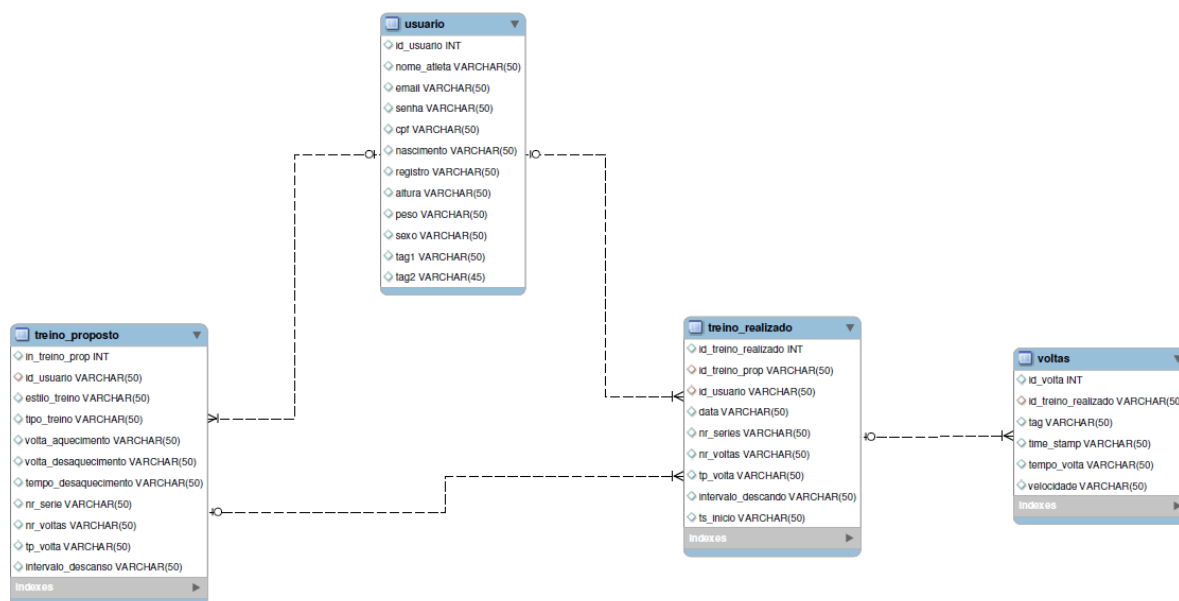 usuario
id_usuario INT
nome_atleta VARCHAR(50)
email VARCHAR(50)
senha VARCHAR(50)
cpf VARCHAR(50)
nascimento VARCHAR(50)
registro VARCHAR(50)
altura VARCHAR(50)
peso VARCHAR(50)
sexo VARCHAR(50)
tag1 VARCHAR(50)
tag2 VARCHAR(45)
treino_proposto
in_treino_prop INT
id_usuario VARCHAR(50)
estilo_treino VARCHAR(50)
tipo_treino VARCHAR(50)
volta_aquecimento VARCHAR(50)
volta_desaquecimento VARCHAR(50)
tempo_desaquecimento VARCHAR(50)
nr_serie VARCHAR(50)
nr_voltas VARCHAR(50)
tp_volta VARCHAR(50)
intervalo_descanso VARCHAR(50)
Indexes
treino_realizado
id_treino_realizado INT
id_treino_prop VARCHAR(50)
id_usuario VARCHAR(50)
data VARCHAR(50)
nr_series VARCHAR(50)
nr_voltas VARCHAR(50)
tp_volta VARCHAR(50)
intervalo_descando VARCHAR(50)
ts_inicio VARCHAR(50)
Indexes
voltas
id_volta INT
id_treino_realizado VARCHAR(50
tag VARCHAR(50)
time_stamp VARCHAR(50)
tempo_volta VARCHAR(50)
velocidade VARCHAR(50)
Indexes